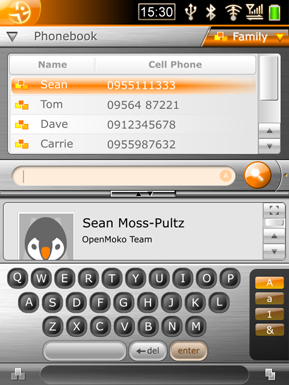 15:30
Phonebook Family
Name Cell Phone
Sean 0955111333
Tom 09564 87221
Dave 0912345678
Carrie 0955987632
Sean Moss-Pultz
OpenMoko Team
Q W E R T Y U I O P
A S D F G H J K L
Z X C V B N M
del enter
A
a
1
&